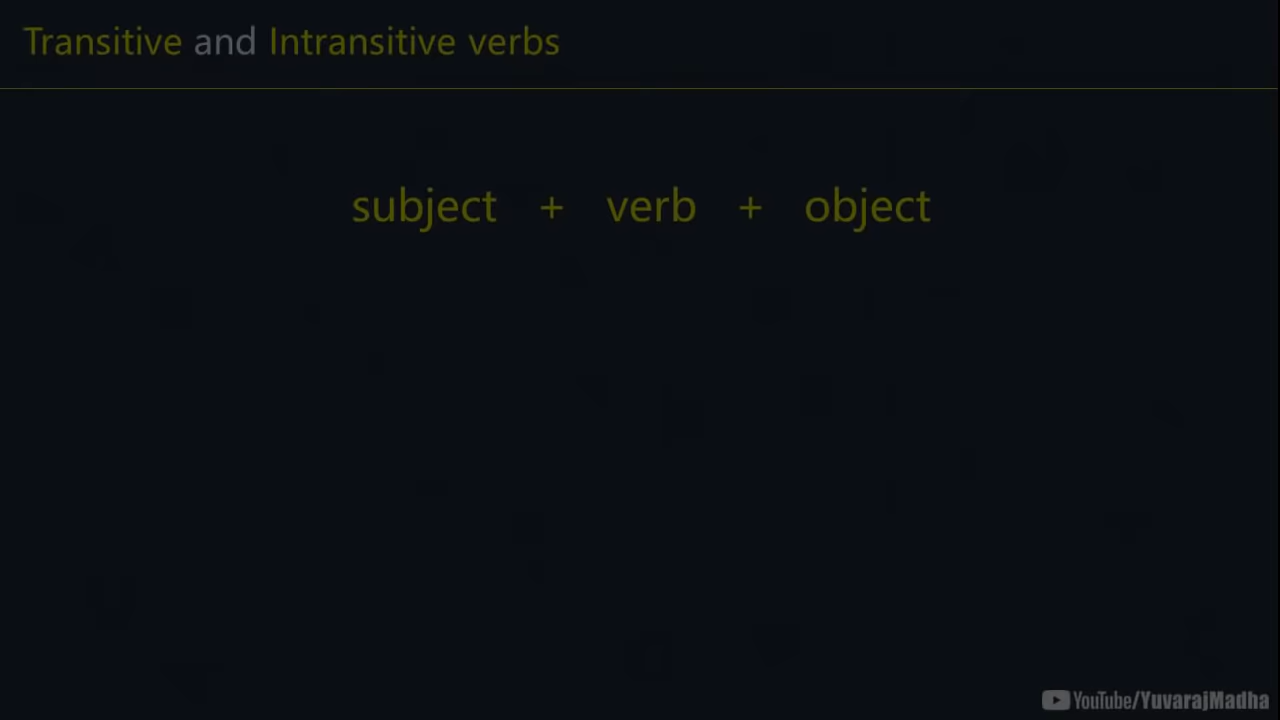 Transitive and Intransitive verbs
subject + verb + object
YouTube/YuvarajMadha